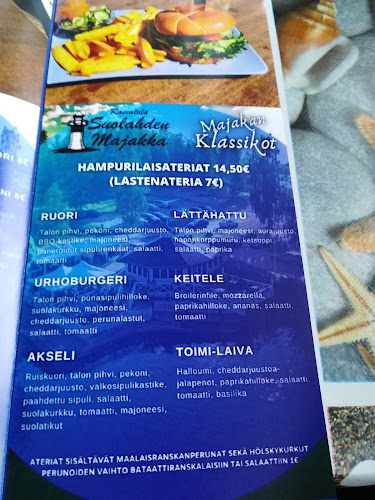 Ravintola
Suolahden
Majakka
Majakan
Klassikot
HAMPURILAISATERIAT 14,50€
(LASTENATERIA 7€)
RUORI
Talon pihvi, pekoni, cheddarjuusto,
BBQ-kastike, majoneesi,
paneroidut sipulirenkaat, salaatti,
tomaatti
LÄTTÄHATTU
Talon pihvi, majoneesi, aurajuusto,
hapankorppumuru, ketsuppi,
salaatti, paprika
URHOBURGERI
Talon pihvi, punasipulihilloke,
suolakurkku, majoneesi,
cheddarjuusto, perunalastut,
salaatti, tomaatti
KEITELE
Broilerinfile, mozzarella,
paprikahilloke, ananas, salaatti,
tomaatti
AKSELI
Ruiskuori, talon pihvi, pekoni,
cheddarjuusto, valkosipulikastike,
paahdettu sipuli, salaatti,
suolakurkku, tomaatti, majoneesi,
suolatikut
TOIMI-LAIVA
Halloumi, cheddarjuustoa-
jalapenot, paprikahilloke, salaatti,
tomaatti, basilika
ATERIAT SISÄLTÄVÄT MAALAISRANSKANPERUNAT SEKÄ HÖLSKYKURKUT
PERUNOIDEN VAIHTO BATAATTIRANSKALAISIIN TAI SALAATTIIN 1€